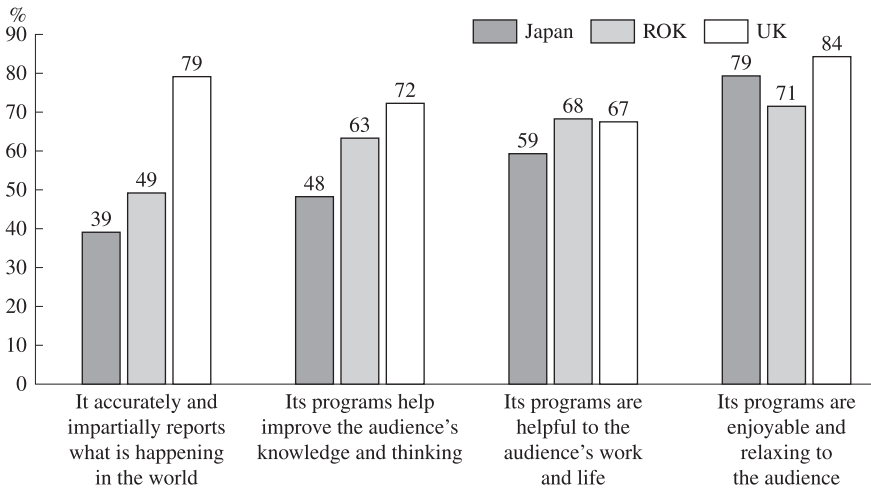 %
90
80
70
60
50
40
30
20
10
0
Japan ROK UK
39 49 79
48 63 72
59 68 67
79 71 84
It accurately and
impartially reports
what is happening
in the world
Its programs help
improve the audience's
knowledge and thinking
Its programs are
helpful to the
audience's work
and life
Its programs are
enjoyable and
relaxing to
the audience